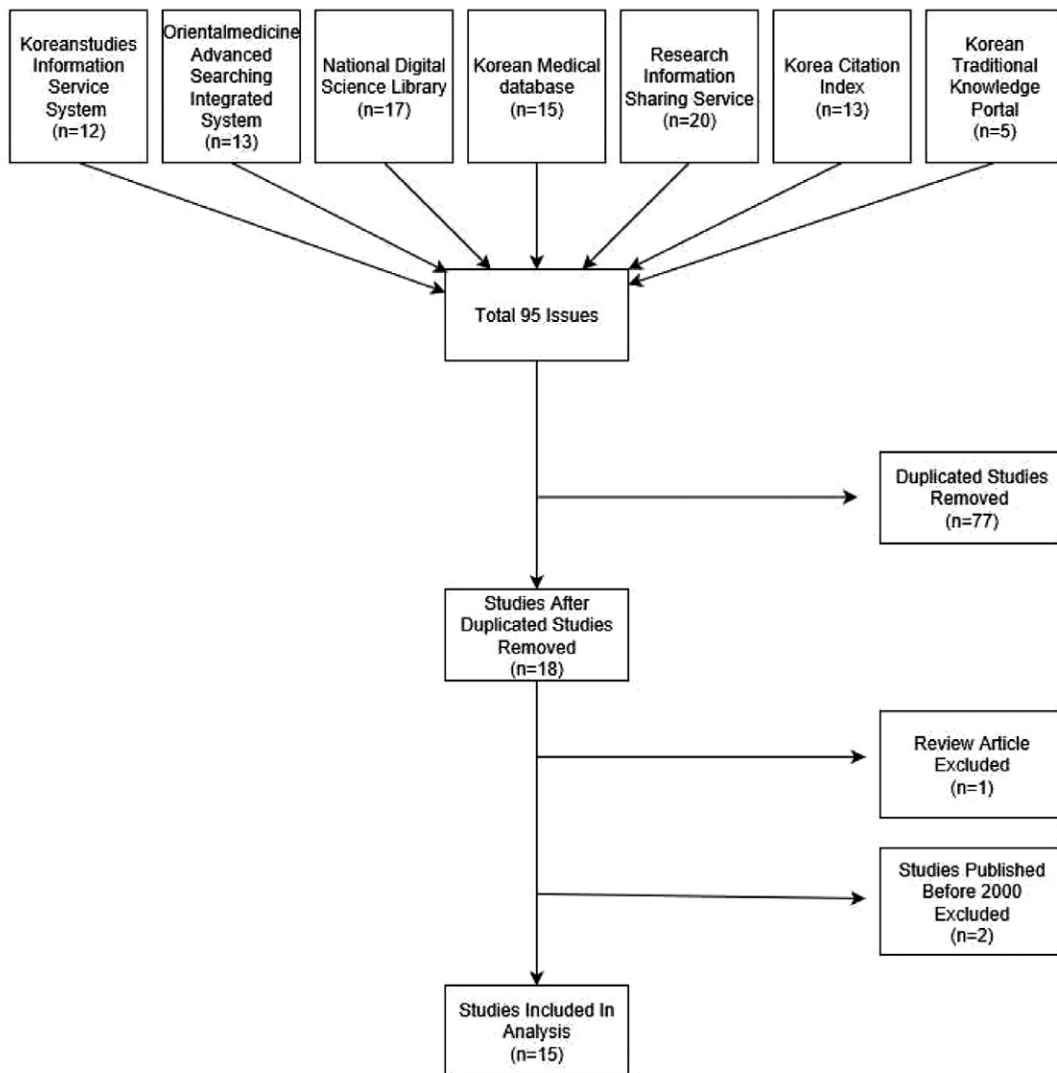 Koreanstudies
Information
Service
System
(n=12)
Orientalmedicine
Advanced
Searching
Integrated
System
(n=13)
National Digital
Science Library
(n=17)
Korean Medical
database
(n=15)
Research
Information
Sharing Service
(n=20)
Korea Citation
Index
(n=13)
Korean
Traditional
Knowledge
Portal
(n=5)
Total 95 Issues
Duplicated Studies
Removed
(n=77)
Studies After
Duplicated Studies
Removed
(n=18)
Review Article
Excluded
(n=1)
Studies Published
Before 2000
Excluded
(n=2)
Studies Included In
Analysis
(n=15)